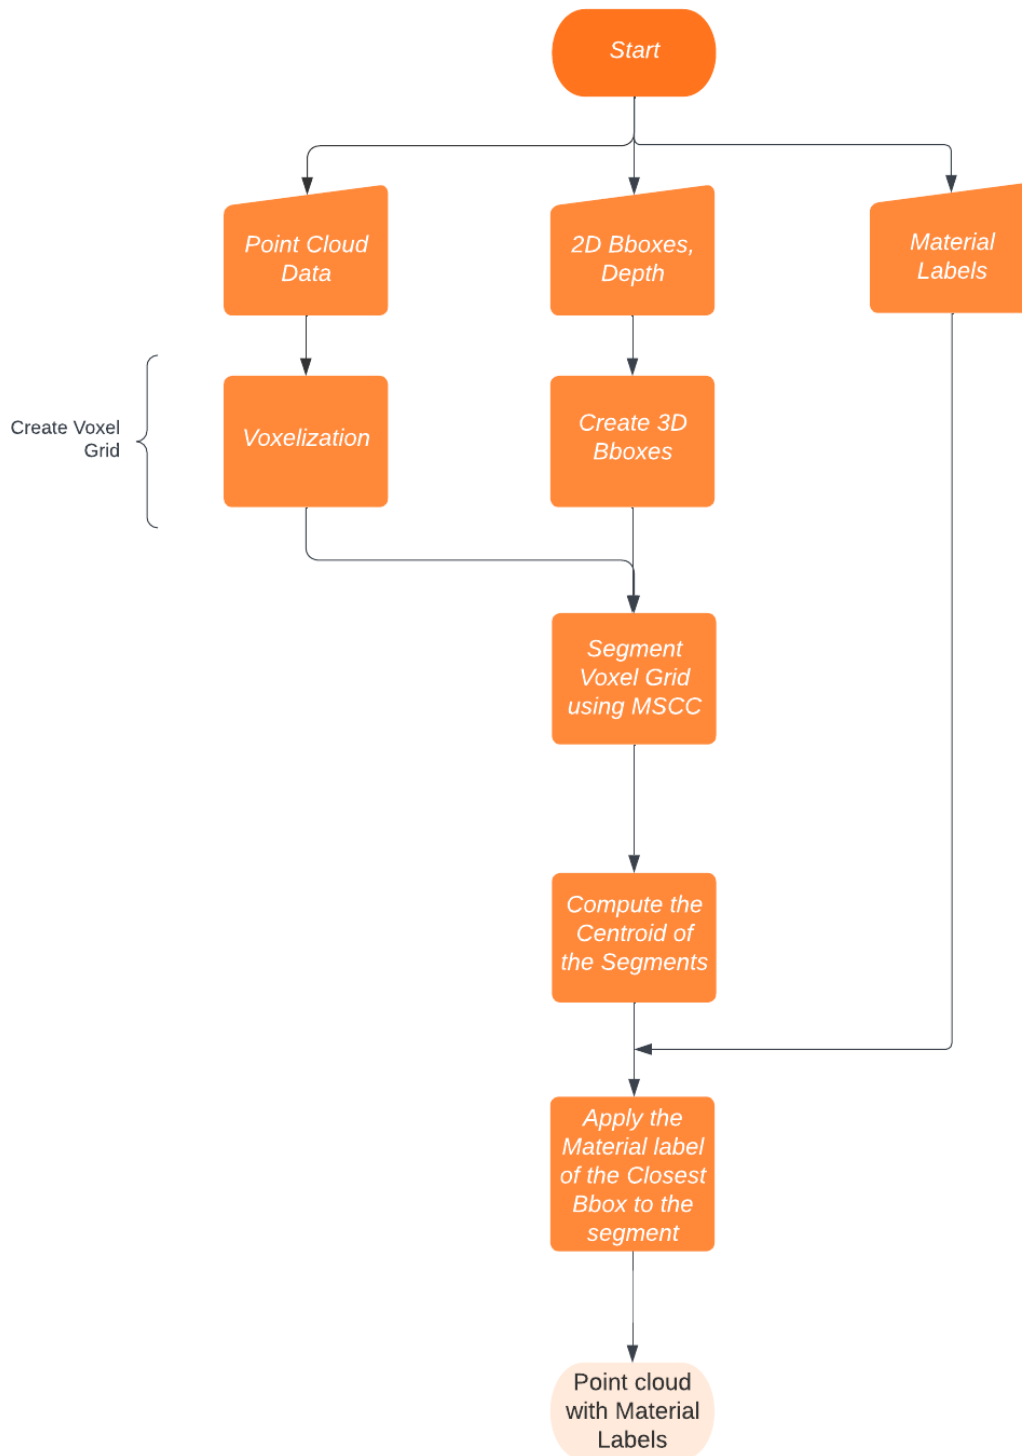 Start
Point Cloud
Data
2D Bboxes,
Depth
Material
Labels
Create Voxel
Grid
Voxelization
Create 3D
Bboxes
Segment
Voxel Grid
using MSCC
Compute the
Centroid of
the Segments
Apply the
Material label
of the Closest
Bbox to the
segment
Point cloud
with Material
Labels